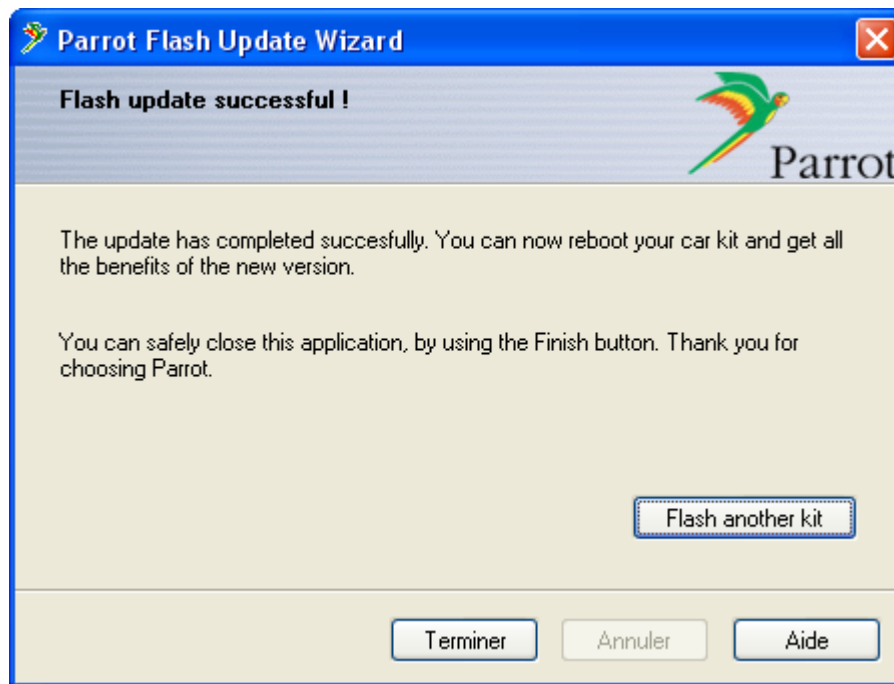 Parrot Flash Update Wizard
Flash update successful !
Parrot
The update has completed succesfully. You can now reboot your car kit and get all
the benefits of the new version.
You can safely close this application, by using the Finish button. Thank you for
choosing Parrot.
Flash another kit
Terminer
Annuler
Aide